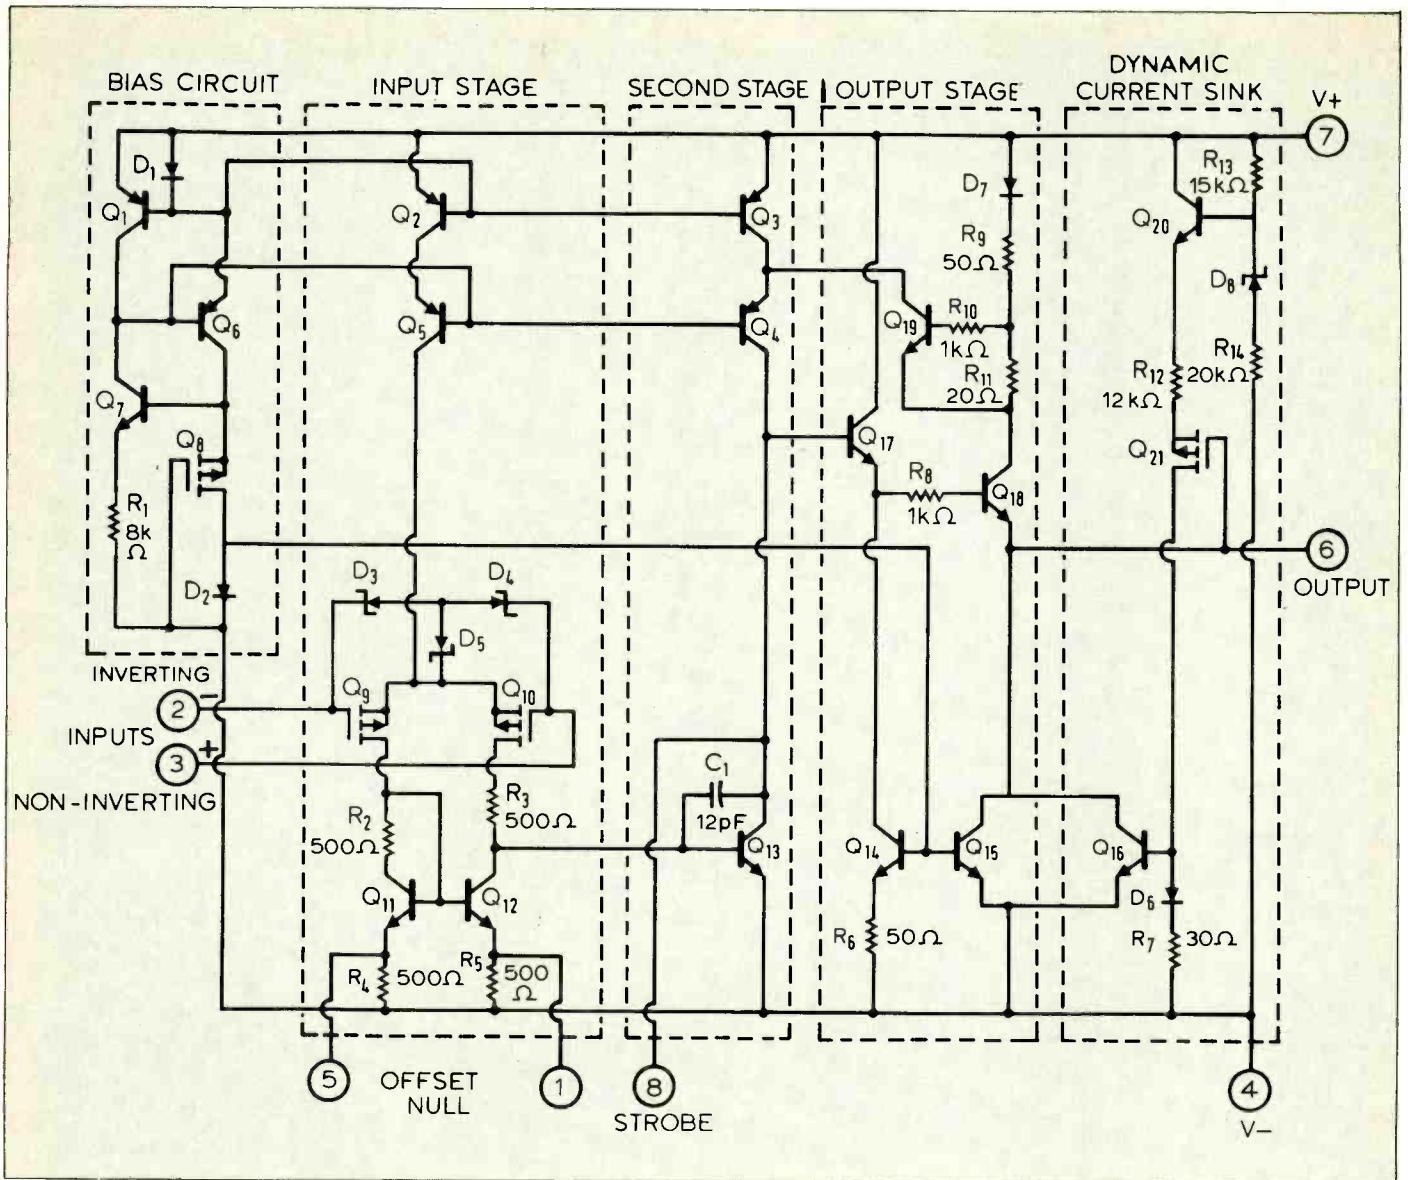 BIAS CIRCUIT
INPUT STAGE
SECOND STAGE
OUTPUT STAGE
DYNAMIC
CURRENT SINK
V+
7
D1
Q1
Q2
Q3
D7
R13
15kΩ
Q20
R9
50Ω
D8
Q6
Q5
Q4
Q19
R10
1kΩ
R11
20Ω
R12
12kΩ
R14
20kΩ
Q7
Q8
Q17
Q21
R8
1kΩ
Q18
R1
8k
Ω
6
OUTPUT
D2
D3
D4
D5
INVERTING
2
−
INPUTS
3
+
NON-INVERTING
Q9
Q10
R2
500Ω
R3
500Ω
C1
12pF
Q13
Q14
Q15
Q16
Q11
Q12
D6
R6
50Ω
R7
30Ω
R4
500Ω
R5
500
Ω
5
OFFSET
NULL
1
8
STROBE
4
V−